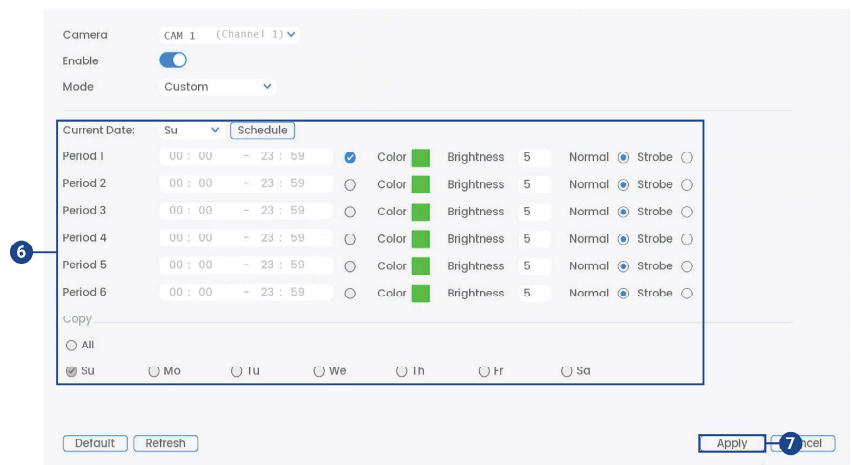 Camera CAM 1 (Channel 1)
Enable
Mode Custom
Current Date: Su Schedule
Period 1 00 : 00 - 23 : 59 Color Brightness 5 Normal Strobe
Period 2 00 : 00 - 23 : 59 Color Brightness 5 Normal Strobe
Period 3 00 : 00 - 23 : 59 Color Brightness 5 Normal Strobe
6
Period 4 00 : 00 - 23 : 59 Color Brightness 5 Normal Strobe
Period 5 00 : 00 - 23 : 59 Color Brightness 5 Normal Strobe
Period 6 00 : 00 - 23 : 59 Color Brightness 5 Normal Strobe
Copy
All
Su Mo Tu We Th Fr Sa
Default Refresh Apply 7 ncel